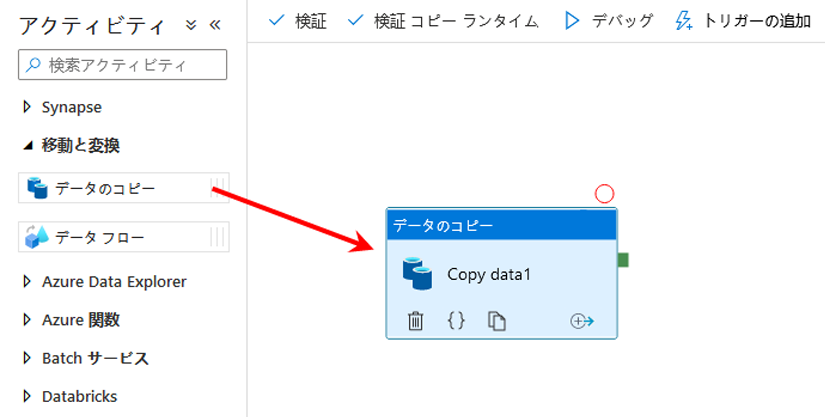 アクティビティ
検証
検証 コピー ランタイム
デバッグ
トリガーの追加
検索アクティビティ
Synapse
移動と変換
データのコピー
データ フロー
Azure Data Explorer
Azure 関数
Batch サービス
Databricks
データのコピー
Copy data1
{}